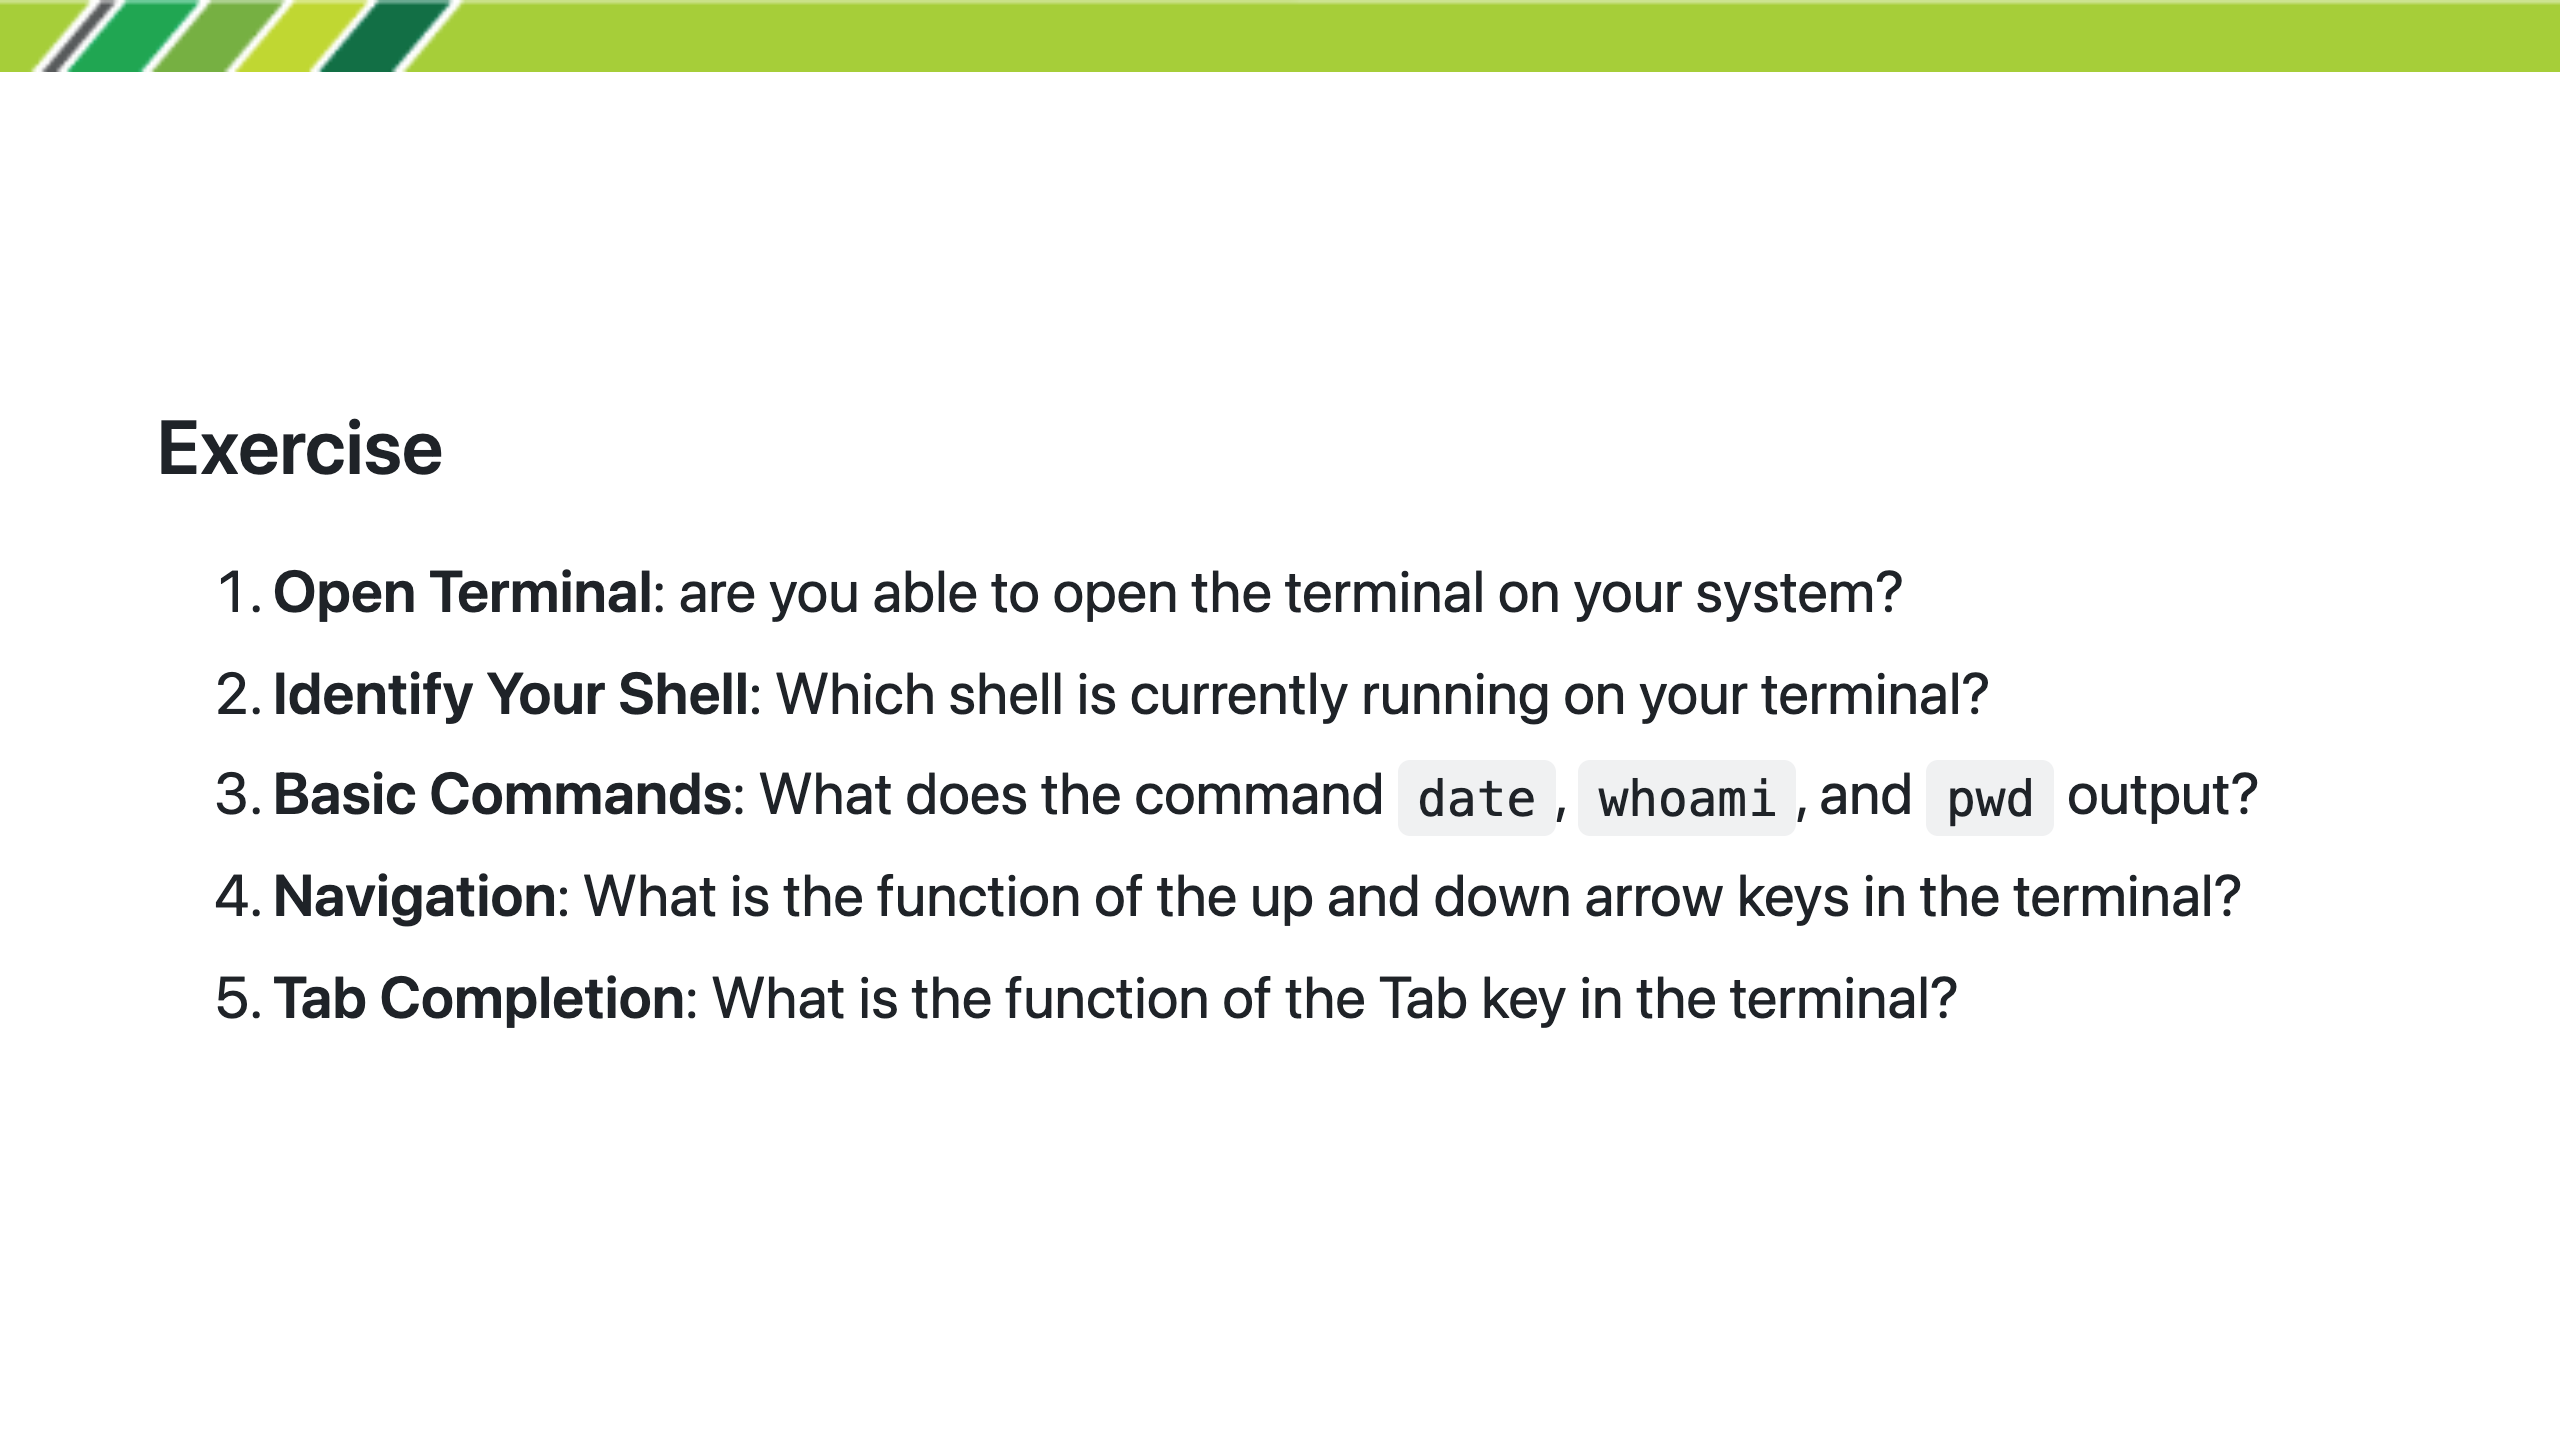 Exercise
1. Open Terminal: are you able to open the terminal on your system?
2. Identify Your Shell: Which shell is currently running on your terminal?
3. Basic Commands: What does the command date, whoami, and pwd output?
4. Navigation: What is the function of the up and down arrow keys in the terminal?
5. Tab Completion: What is the function of the Tab key in the terminal?